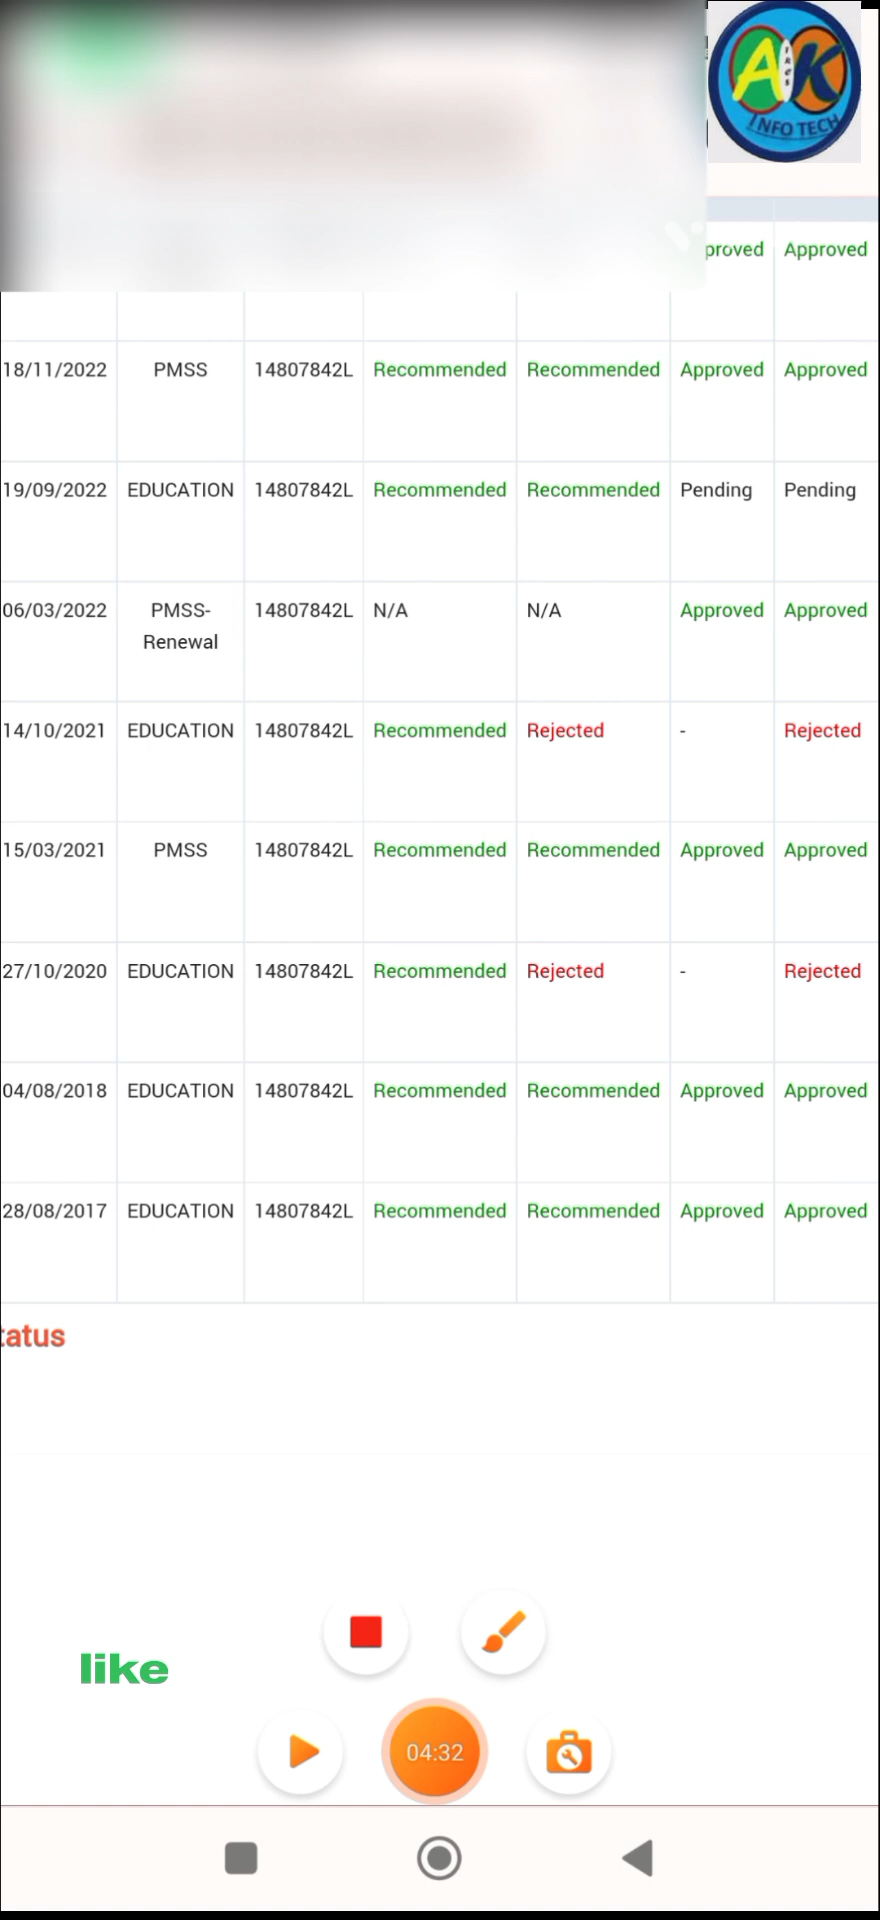 AK
INFO TECH
proved Approved
18/11/2022 PMSS 14807842L Recommended Recommended Approved Approved
19/09/2022 EDUCATION 14807842L Recommended Recommended Pending Pending
06/03/2022 PMSS- 14807842L N/A N/A Approved Approved
Renewal
14/10/2021 EDUCATION 14807842L Recommended Rejected - Rejected
15/03/2021 PMSS 14807842L Recommended Recommended Approved Approved
27/10/2020 EDUCATION 14807842L Recommended Rejected - Rejected
04/08/2018 EDUCATION 14807842L Recommended Recommended Approved Approved
28/08/2017 EDUCATION 14807842L Recommended Recommended Approved Approved
tatus
like
04:32